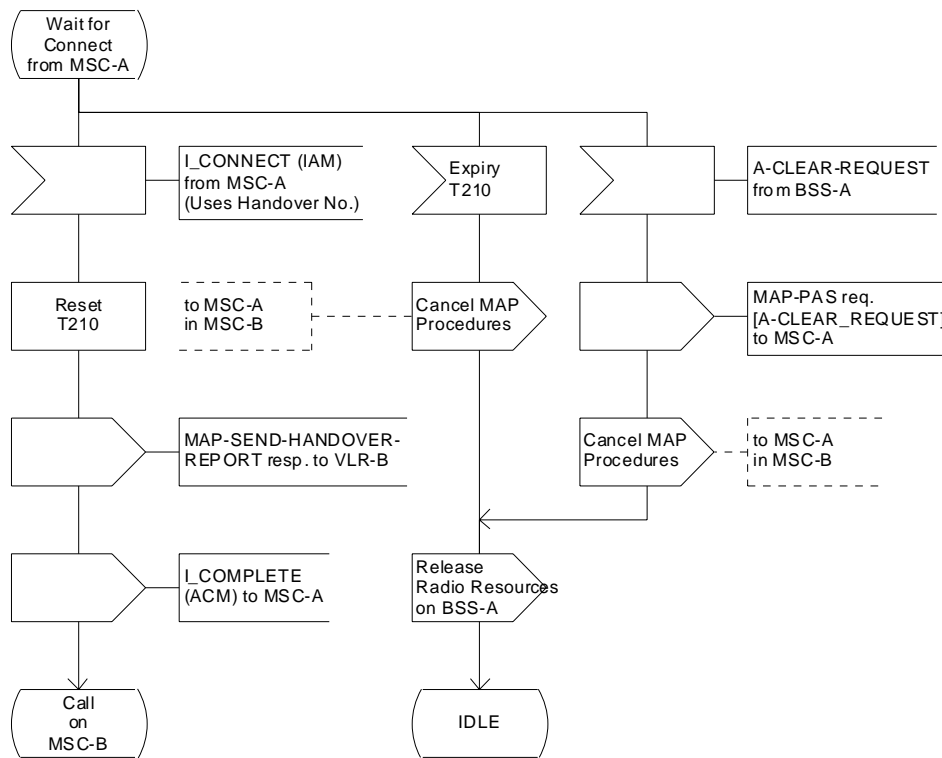 Wait for
Connect
from MSC-A
I_CONNECT (IAM)
from MSC-A
(Uses Handover No.)
Expiry
T210
A-CLEAR-REQUEST
from BSS-A
Reset
T210
to MSC-A
in MSC-B
Cancel MAP
Procedures
MAP-PAS req.
[A-CLEAR_REQUEST]
to MSC-A
MAP-SEND-HANDOVER-
REPORT resp. to VLR-B
Cancel MAP
Procedures
to MSC-A
in MSC-B
I_COMPLETE
(ACM) to MSC-A
Release
Radio Resources
on BSS-A
Call
on
MSC-B
IDLE